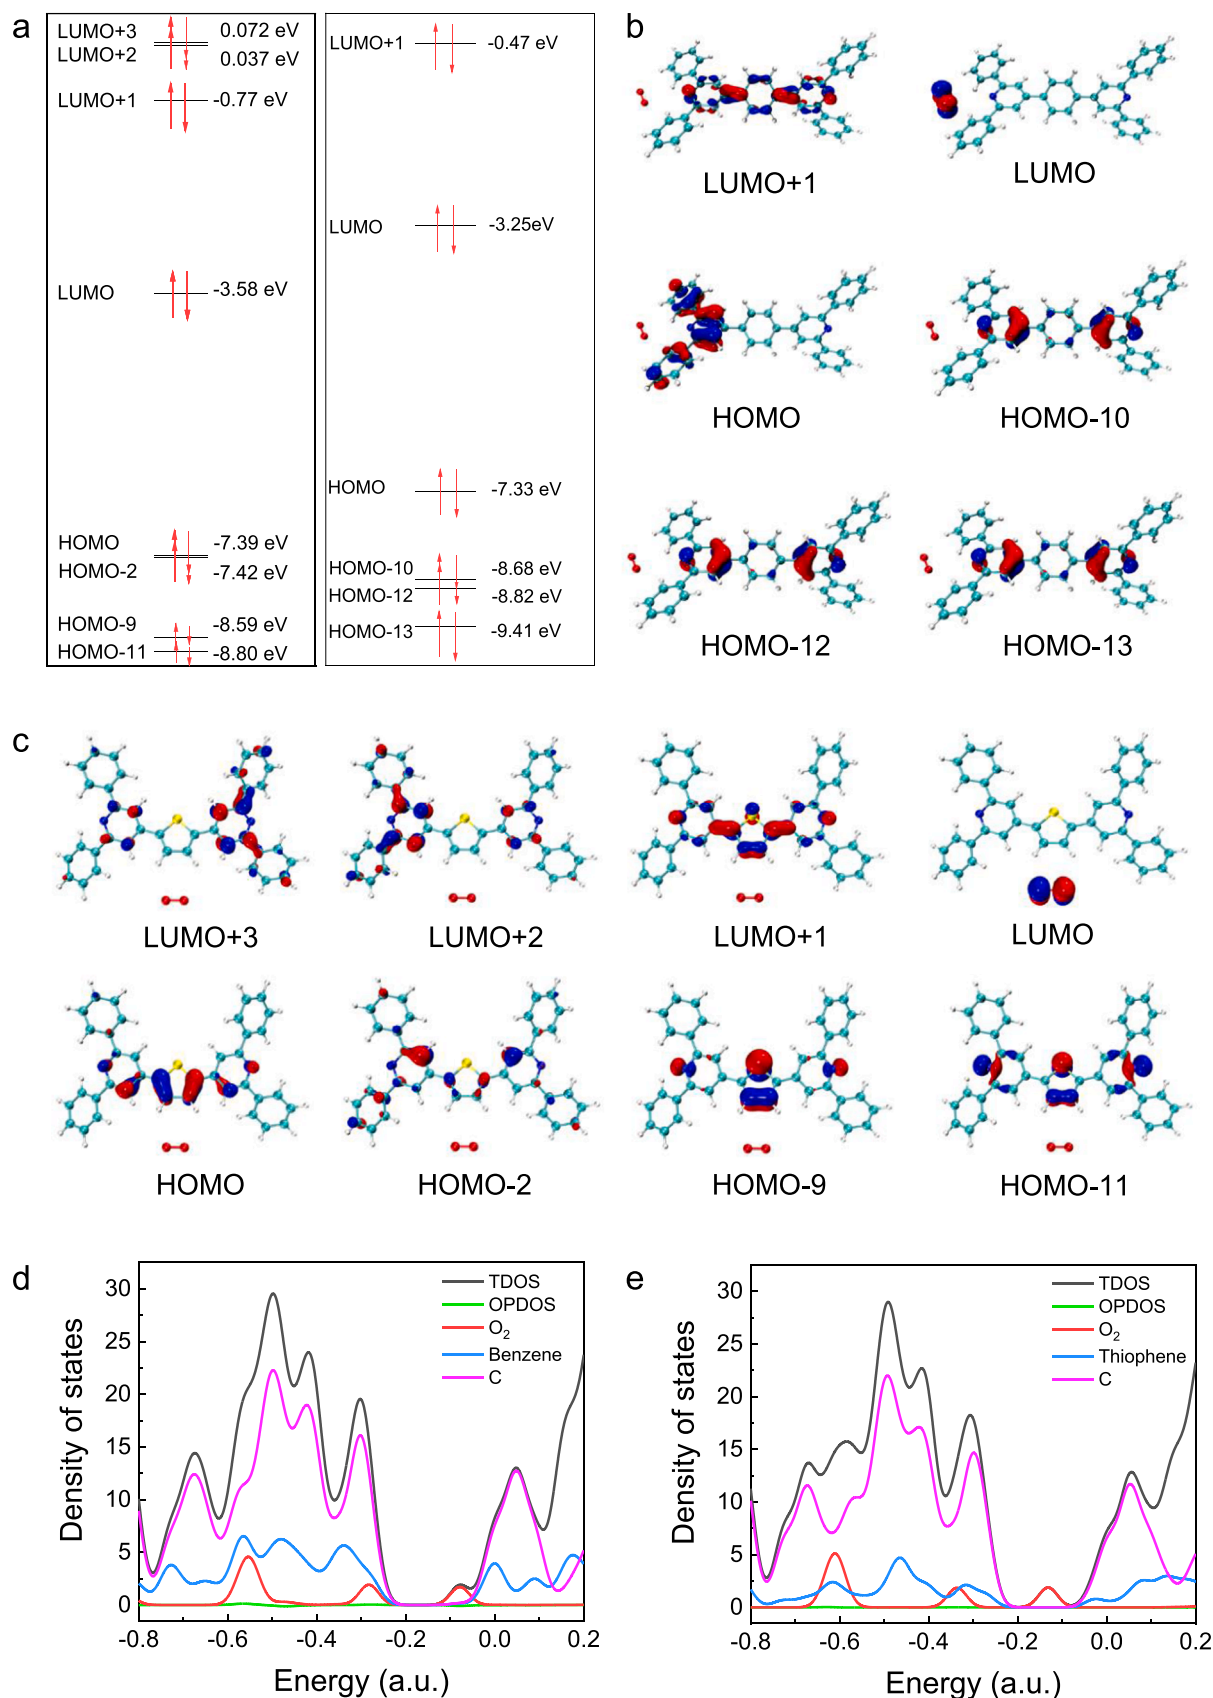 a
LUMO+3 0.072 eV
LUMO+2 0.037 eV
LUMO+1 -0.77 eV
LUMO -3.58 eV
HOMO -7.39 eV
HOMO-2 -7.42 eV
HOMO-9 -8.59 eV
HOMO-11 -8.80 eV
LUMO+1 -0.47 eV
LUMO -3.25eV
HOMO -7.33 eV
HOMO-10 -8.68 eV
HOMO-12 -8.82 eV
HOMO-13 -9.41 eV
b
LUMO+1 LUMO
HOMO HOMO-10
HOMO-12 HOMO-13
c
LUMO+3 LUMO+2 LUMO+1 LUMO
HOMO HOMO-2 HOMO-9 HOMO-11
d
Density of states
30
25
20
15
10
5
0
TDOS
OPDOS
O₂
Benzene
C
-0.8 -0.6 -0.4 -0.2 0.0 0.2
Energy (a.u.)
e
Density of states
30
25
20
15
10
5
0
TDOS
OPDOS
O₂
Thiophene
C
-0.8 -0.6 -0.4 -0.2 0.0 0.2
Energy (a.u.)